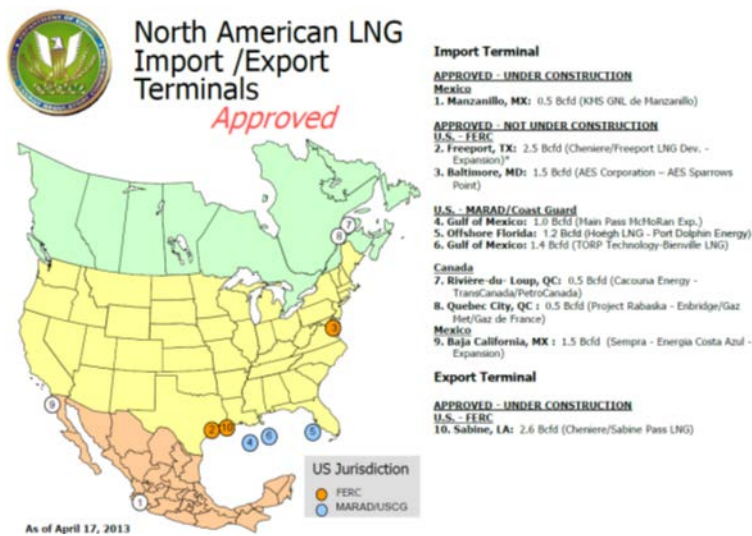 North American LNG
Import /Export
Terminals
Approved
Import Terminal
APPROVED - UNDER CONSTRUCTION
Mexico
1. Manzanillo, MX: 0.5 Bcfd (KMS GNL de Manzanillo)
APPROVED - NOT UNDER CONSTRUCTION
U.S. - FERC
2. Freeport, TX: 2.5 Bcfd (Cheniere/Freeport LNG Dev. -
Expansion)*
3. Baltimore, MD: 1.5 Bcfd (AES Corporation – AES Sparrows
Point)
U.S. - MARAD/Coast Guard
4. Gulf of Mexico: 1.0 Bcfd (Main Pass McMoRan Exp.)
5. Offshore Florida: 1.2 Bcfd (Hoëgh LNG - Port Dolphin Energy)
6. Gulf of Mexico: 1.4 Bcfd (TORP Technology-Bienville LNG)
Canada
7. Rivière-du- Loup, QC: 0.5 Bcfd (Cacouna Energy -
TransCanada/PetroCanada)
8. Quebec City, QC : 0.5 Bcfd (Project Rabaska - Enbridge/Gaz
Met/Gaz de France)
Mexico
9. Baja California, MX : 1.5 Bcfd (Sempra - Energia Costa Azul -
Expansion)
Export Terminal
APPROVED - UNDER CONSTRUCTION
U.S. - FERC
10. Sabine, LA: 2.6 Bcfd (Cheniere/Sabine Pass LNG)
7
8
3
9
2
10
4
6
5
1
US Jurisdiction
FERC
MARAD/USCG
As of April 17, 2013